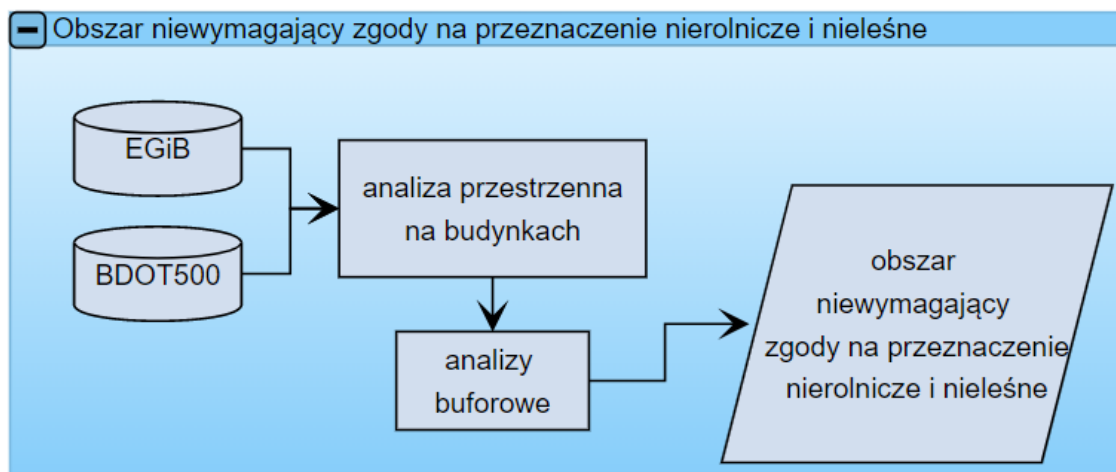 Obszar niewymagający zgody na przeznaczenie nierolnicze i nieleśne
EGiB
BDOT500
analiza przestrzenna
na budynkach
analizy
buforowe
obszar
niewymagający
zgody na przeznaczenie
nierolnicze i nieleśne